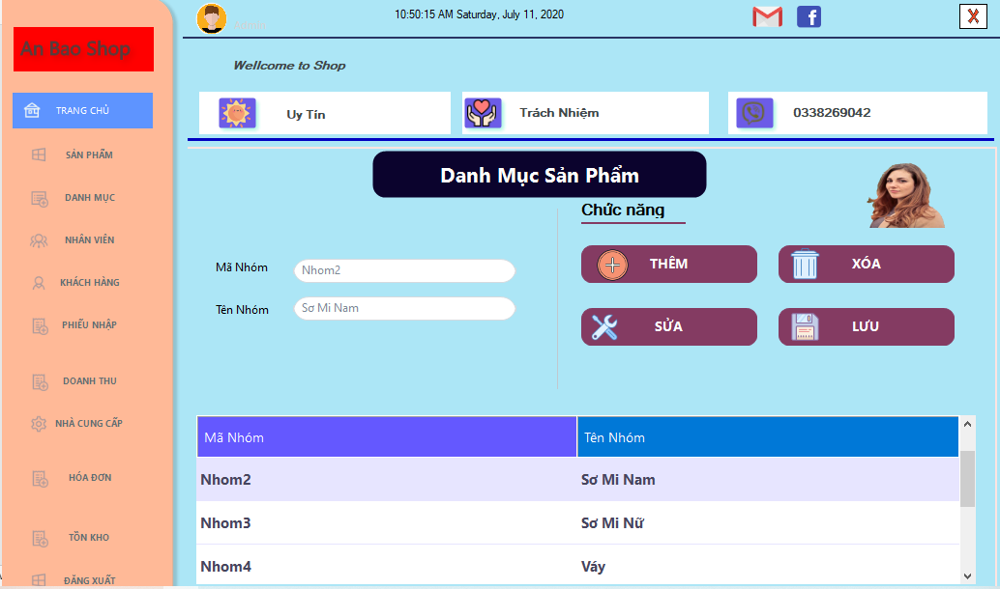 10:50:15 AM Saturday, July 11, 2020
Admin
X
An Bao Shop
Wellcome to Shop
TRANG CHỦ
Uy Tín
Trách Nhiệm
0338269042
SẢN PHẨM
DANH MỤC
NHÂN VIÊN
KHÁCH HÀNG
PHIẾU NHẬP
DOANH THU
NHÀ CUNG CẤP
HÓA ĐƠN
TỒN KHO
ĐĂNG XUẤT
Danh Mục Sản Phẩm
Chức năng
Mã Nhóm
Nhom2
Tên Nhóm
Sơ Mi Nam
THÊM
XÓA
SỬA
LƯU
Mã Nhóm Tên Nhóm
Nhom2 Sơ Mi Nam
Nhom3 Sơ Mi Nữ
Nhom4 Váy